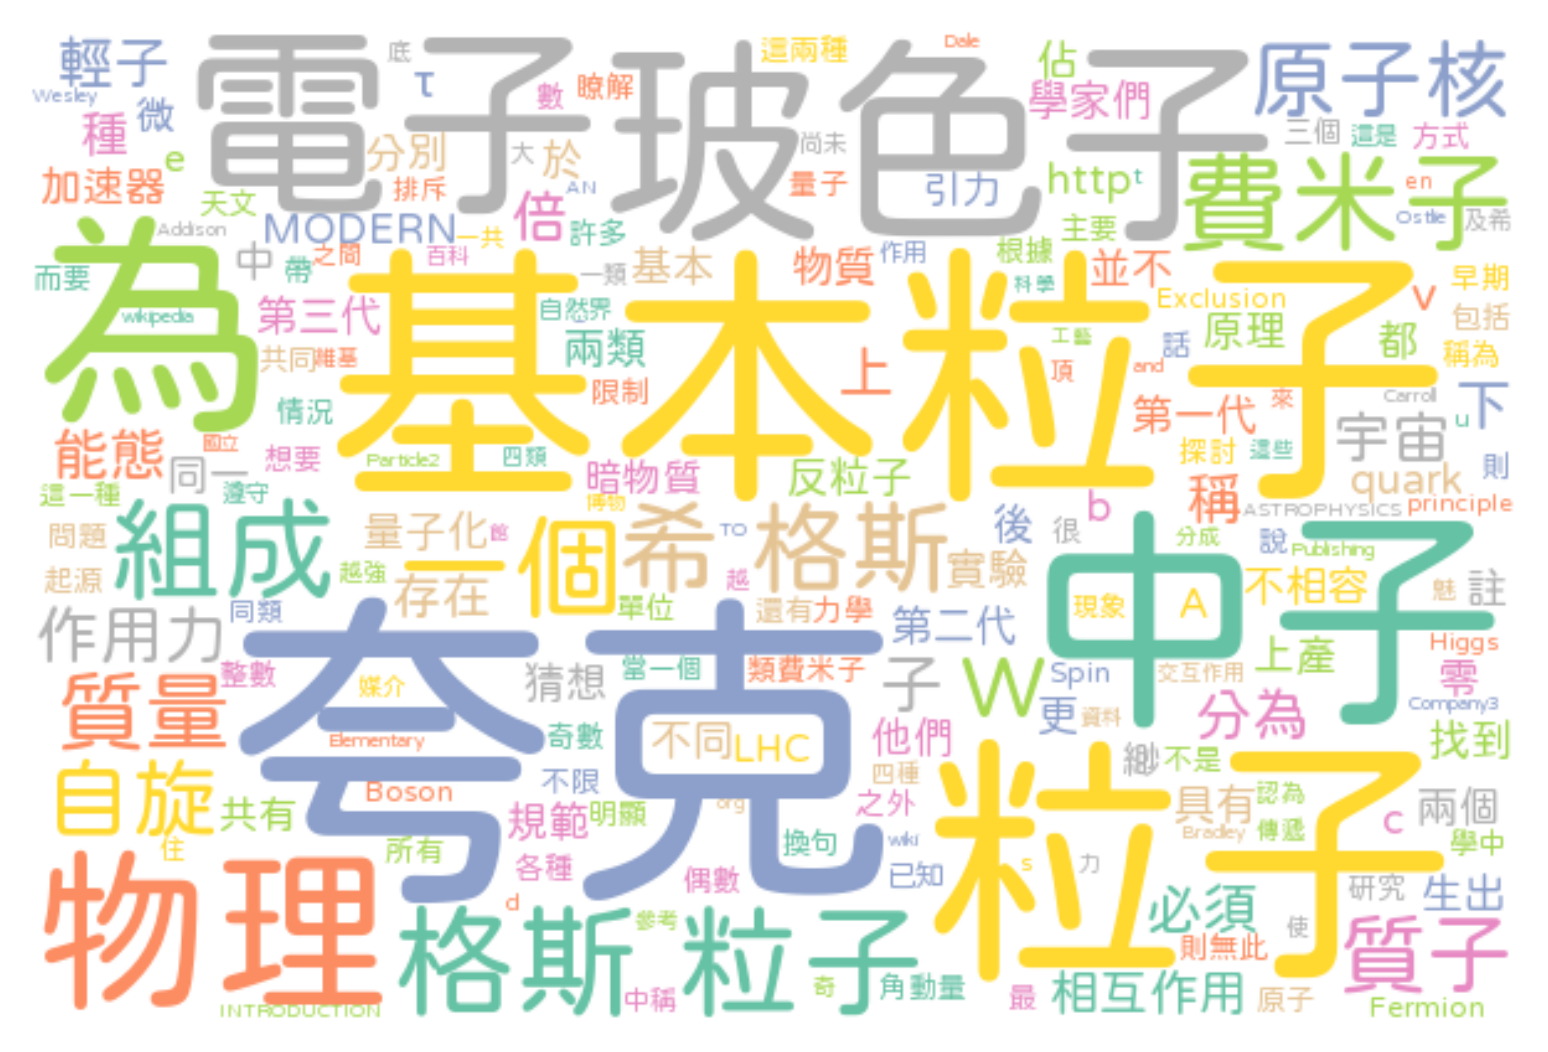 輕子
電子
底
τ
數
瞭解
這兩種
玻色子
Dale
佔
學家們
原子核
Wesley
微
種
e
分別
大
於
尚未
三個
這是
方式
加速器
排斥
AN
量子
引力
http
t
費米子
en
天文
倍
Ostlie
及希
Addison
MODERN
一共
許多
主要
為
中
帶
之間
百科
一類
基本
物質
作用
根據
並不
而要
科學
早期
wikipedia
第三代
基本粒子
自然界
Exclusion
v
包括
共同
維基
兩類
上
工藝
原理
話
都
稱為
限制
頂
and
情況
第一代
來
Carroll
u
下
能態
國立
宇宙
想要
Particle2
四類
探討
這些
同一
暗物質
反粒子
quark
則
這一種
遵守
博物
b
稱
ASTROPHYSICS
principle
問題
組成
量子化
館
個
希
TO
格斯
後
很
中子
分成
說
Publishing
起源
越強
一
存在
越
實驗
現象
A
不相容
魅
註
作用力
同類
單位
還有
力學
第二代
Higgs
整數
夸克
猜想
當一個
類費米子
子
W
Spin
交互作用
上產
零
質量
媒介
更
資料
分為
Company3
Elementary
奇數
不同
LHC
他們
找到
自旋
不限
四種
緲
不是
共有
Boson
規範
明顯
org
之外
粒子
具有
認為
兩個
住
所有
換句
wiki
Bradley
傳遞
c
學中
物理
各種
偶數
已知
s
力
研究
生出
d
格斯
參考
粒子
必須
使
質子
則無此
INTRODUCTION
中稱
奇
角動量
最
相互作用
原子
Fermion